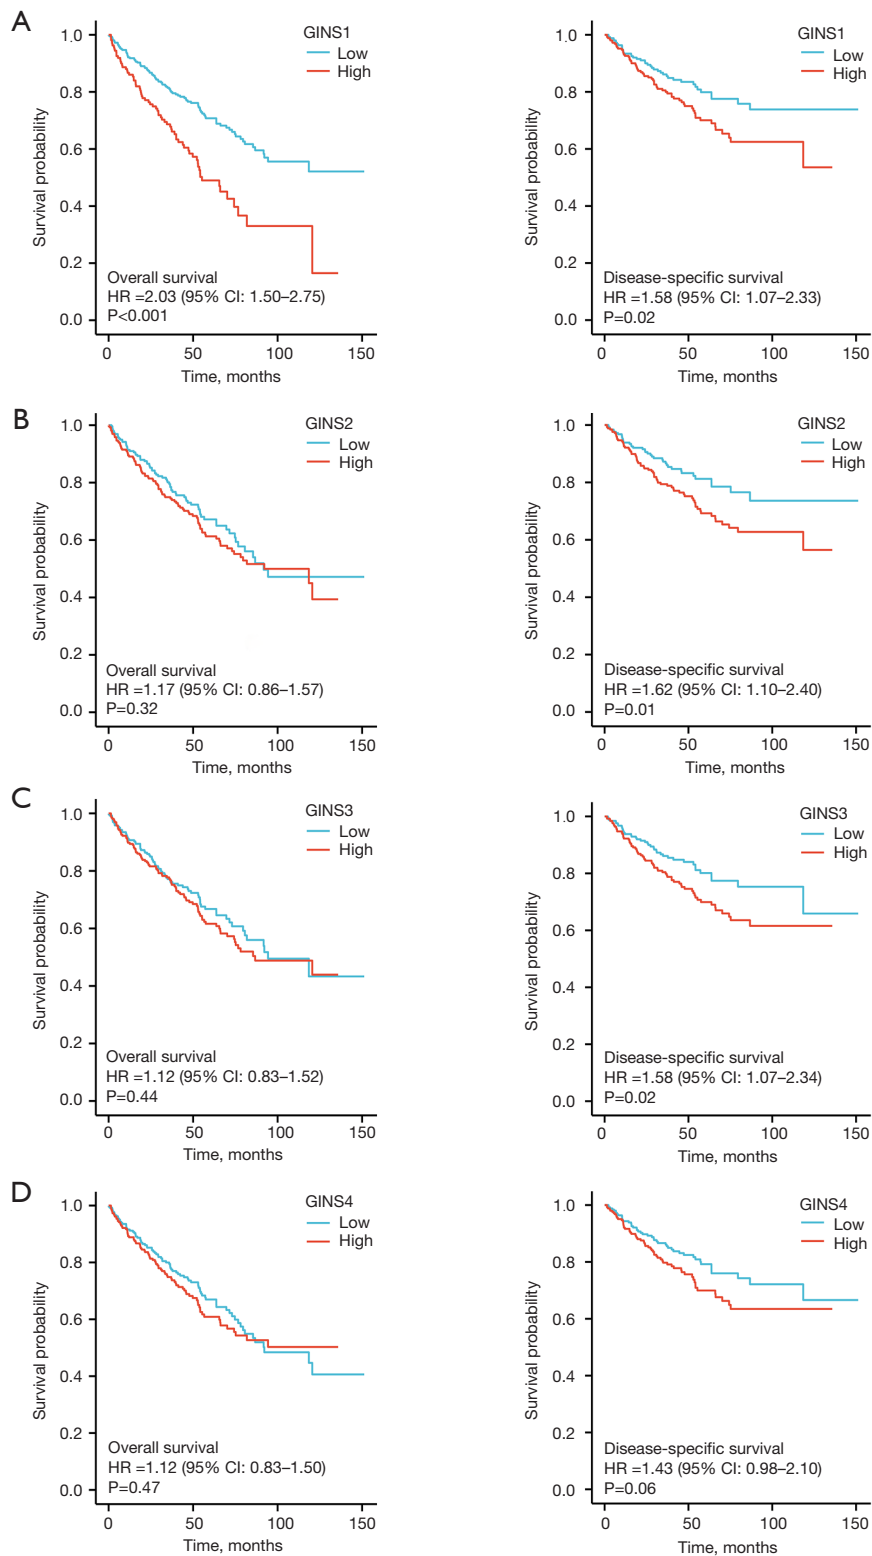 A
GINS1
Low
High
Survival probability
1.0
0.8
0.6
0.4
0.2
0.0
Overall survival
HR =2.03 (95% CI: 1.50–2.75)
P<0.001
0 50 100 150
Time, months
GINS1
Low
High
Survival probability
1.0
0.8
0.6
0.4
0.2
0.0
Disease-specific survival
HR =1.58 (95% CI: 1.07–2.33)
P=0.02
0 50 100 150
Time, months
B
GINS2
Low
High
Survival probability
1.0
0.8
0.6
0.4
0.2
0.0
Overall survival
HR =1.17 (95% CI: 0.86–1.57)
P=0.32
0 50 100 150
Time, months
GINS2
Low
High
Survival probability
1.0
0.8
0.6
0.4
0.2
0.0
Disease-specific survival
HR =1.62 (95% CI: 1.10–2.40)
P=0.01
0 50 100 150
Time, months
C
GINS3
Low
High
Survival probability
1.0
0.8
0.6
0.4
0.2
0.0
Overall survival
HR =1.12 (95% CI: 0.83–1.52)
P=0.44
0 50 100 150
Time, months
GINS3
Low
High
Survival probability
1.0
0.8
0.6
0.4
0.2
0.0
Disease-specific survival
HR =1.58 (95% CI: 1.07–2.34)
P=0.02
0 50 100 150
Time, months
D
GINS4
Low
High
Survival probability
1.0
0.8
0.6
0.4
0.2
0.0
Overall survival
HR =1.12 (95% CI: 0.83–1.50)
P=0.47
0 50 100 150
Time, months
GINS4
Low
High
Survival probability
1.0
0.8
0.6
0.4
0.2
0.0
Disease-specific survival
HR =1.43 (95% CI: 0.98–2.10)
P=0.06
0 50 100 150
Time, months